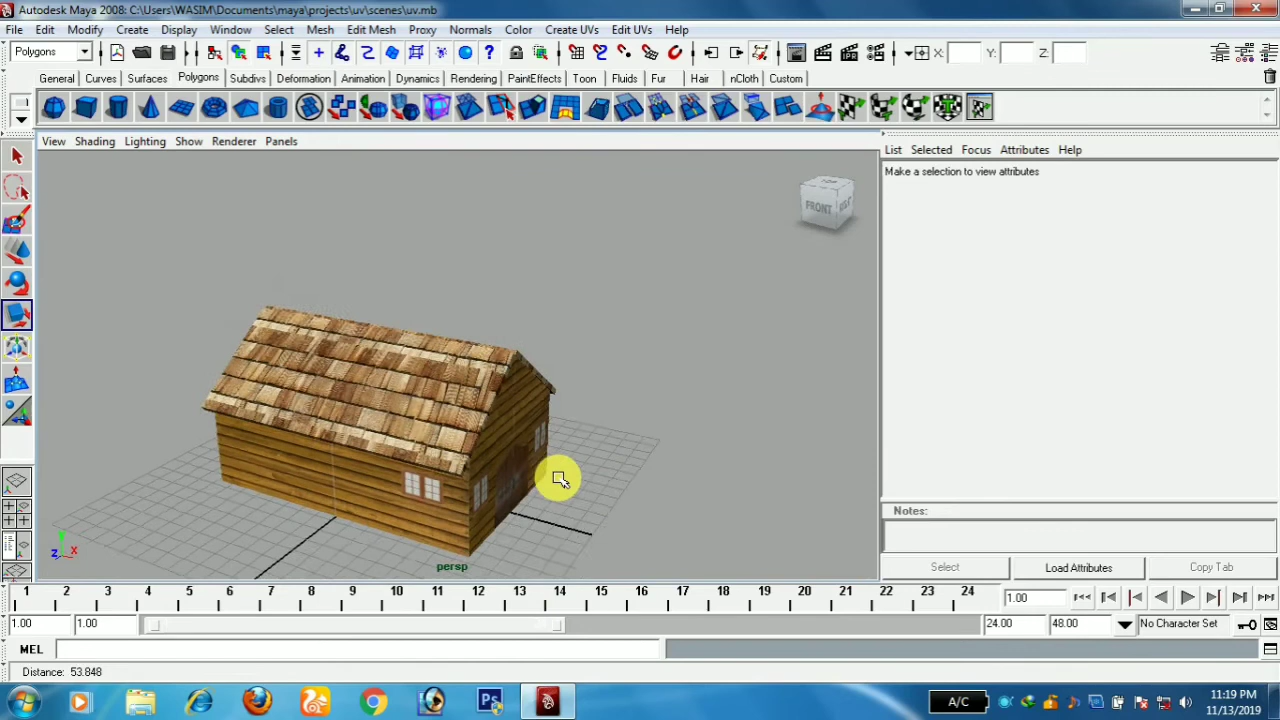 Autodesk Maya 2008: C:\Users\WASIM\Documents\maya\projects\uv\scenes\uv.mb
File Edit Modify Create Display Window Select Mesh Edit Mesh Proxy Normals Color Create UVs Edit UVs Help
Polygons X: Y: Z:
General Curves Surfaces Polygons Subdivs Deformation Animation Dynamics Rendering PaintEffects Toon Fluids Fur Hair nCloth Custom
View Shading Lighting Show Renderer Panels
List Selected Focus Attributes Help
Make a selection to view attributes
FRONT
persp
Notes:
Select Load Attributes Copy Tab
1 2 3 4 5 6 7 8 9 10 11 12 13 14 15 16 17 18 19 20 21 22 23 24 1.00
1.00 1.00 24.00 48.00 No Character Set
MEL
Distance: 53.848
A/C
11:19 PM
11/13/2019